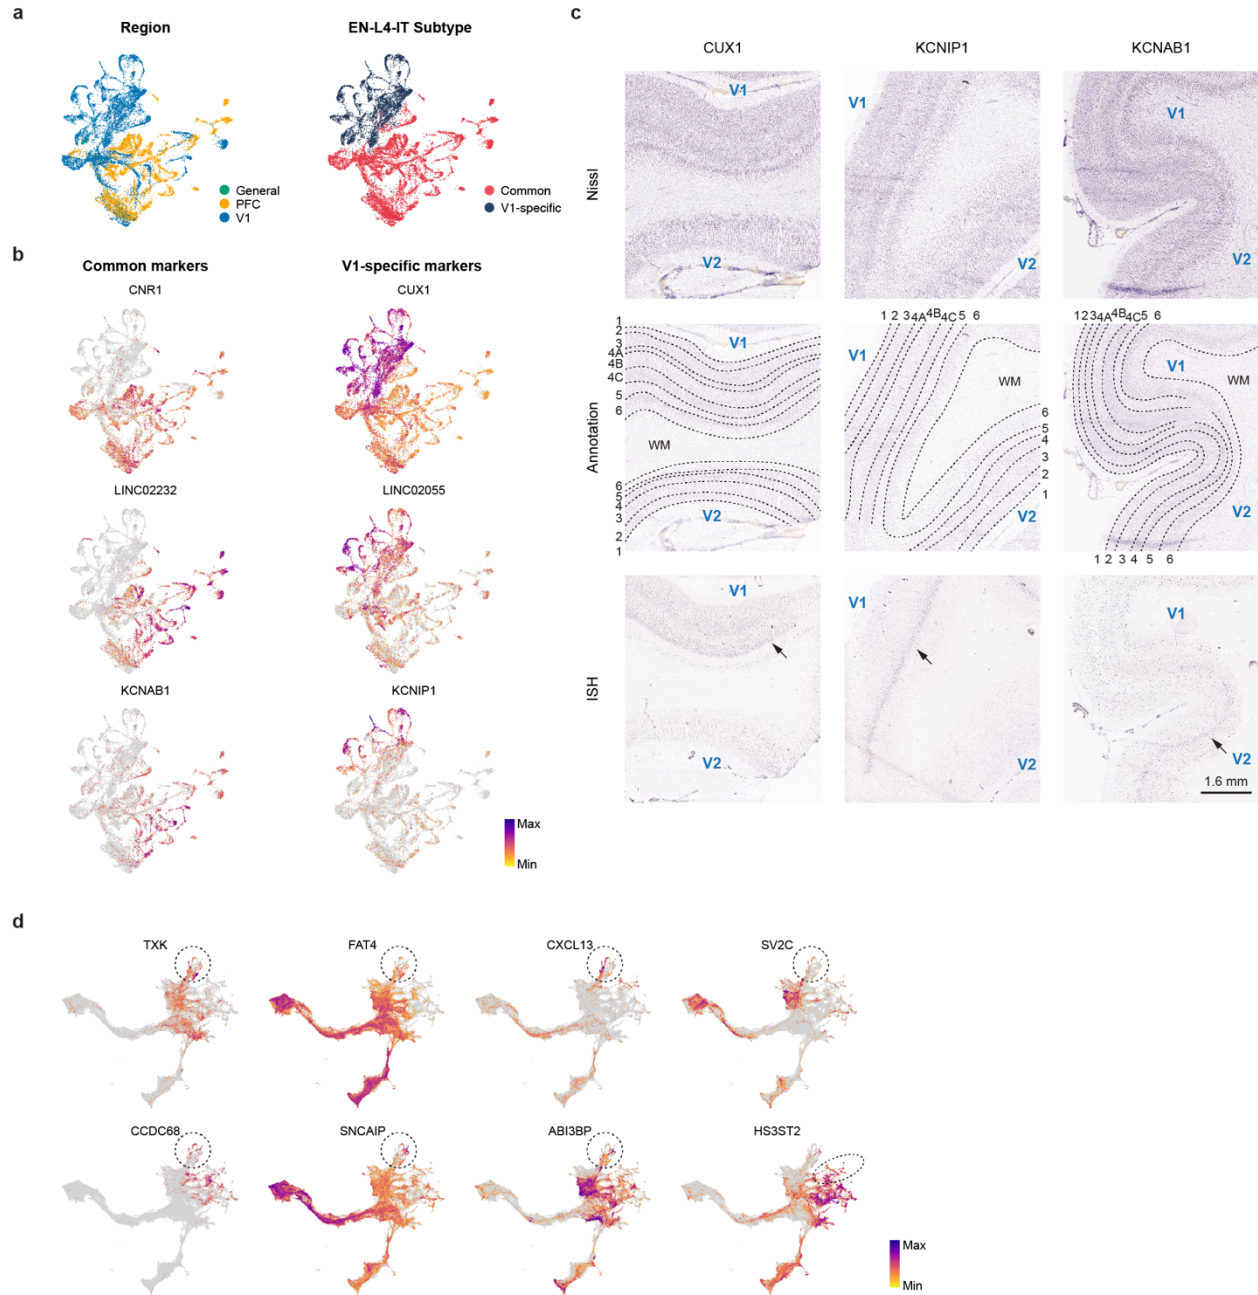 a
Region
EN-L4-IT Subtype
General
PFC
V1
Common
V1-specific
b
Common markers
V1-specific markers
CNR1
CUX1
LINC02232
LINC02055
KCNAB1
KCNIP1
Max
Min
c
CUX1
KCNIP1
KCNAB1
Nissl
V1
V2
V1
V2
V1
V2
Annotation
1
2
3
4A
4B
4C
5
6
V1
WM
6
5
4
3
2
1
V2
1 2 3 4A 4B 4C 5 6
V1
WM
6
5
4
3
2
1
V2
1 2 3 4A 4B 4C 5 6
V1
WM
V2
1 2 3 4 5 6
ISH
V1
V2
V1
V2
V1
V2
1.6 mm
d
TXK
FAT4
CXCL13
SV2C
CCDC68
SNCAIP
ABI3BP
HS3ST2
Max
Min